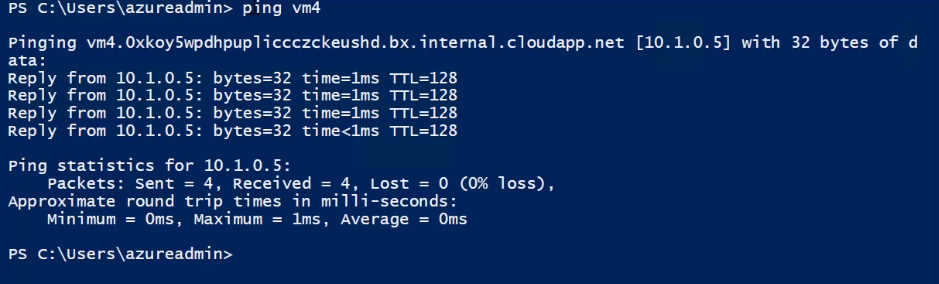 PS C:\Users\azureadmin> ping vm4
Pinging vm4.0xkoy5wpdhpupliccczckeushd.bx.internal.cloudapp.net [10.1.0.5] with 32 bytes of d
ata:
Reply from 10.1.0.5: bytes=32 time=1ms TTL=128
Reply from 10.1.0.5: bytes=32 time=1ms TTL=128
Reply from 10.1.0.5: bytes=32 time=1ms TTL=128
Reply from 10.1.0.5: bytes=32 time<1ms TTL=128
Ping statistics for 10.1.0.5:
    Packets: Sent = 4, Received = 4, Lost = 0 (0% loss),
Approximate round trip times in milli-seconds:
    Minimum = 0ms, Maximum = 1ms, Average = 0ms
PS C:\Users\azureadmin>